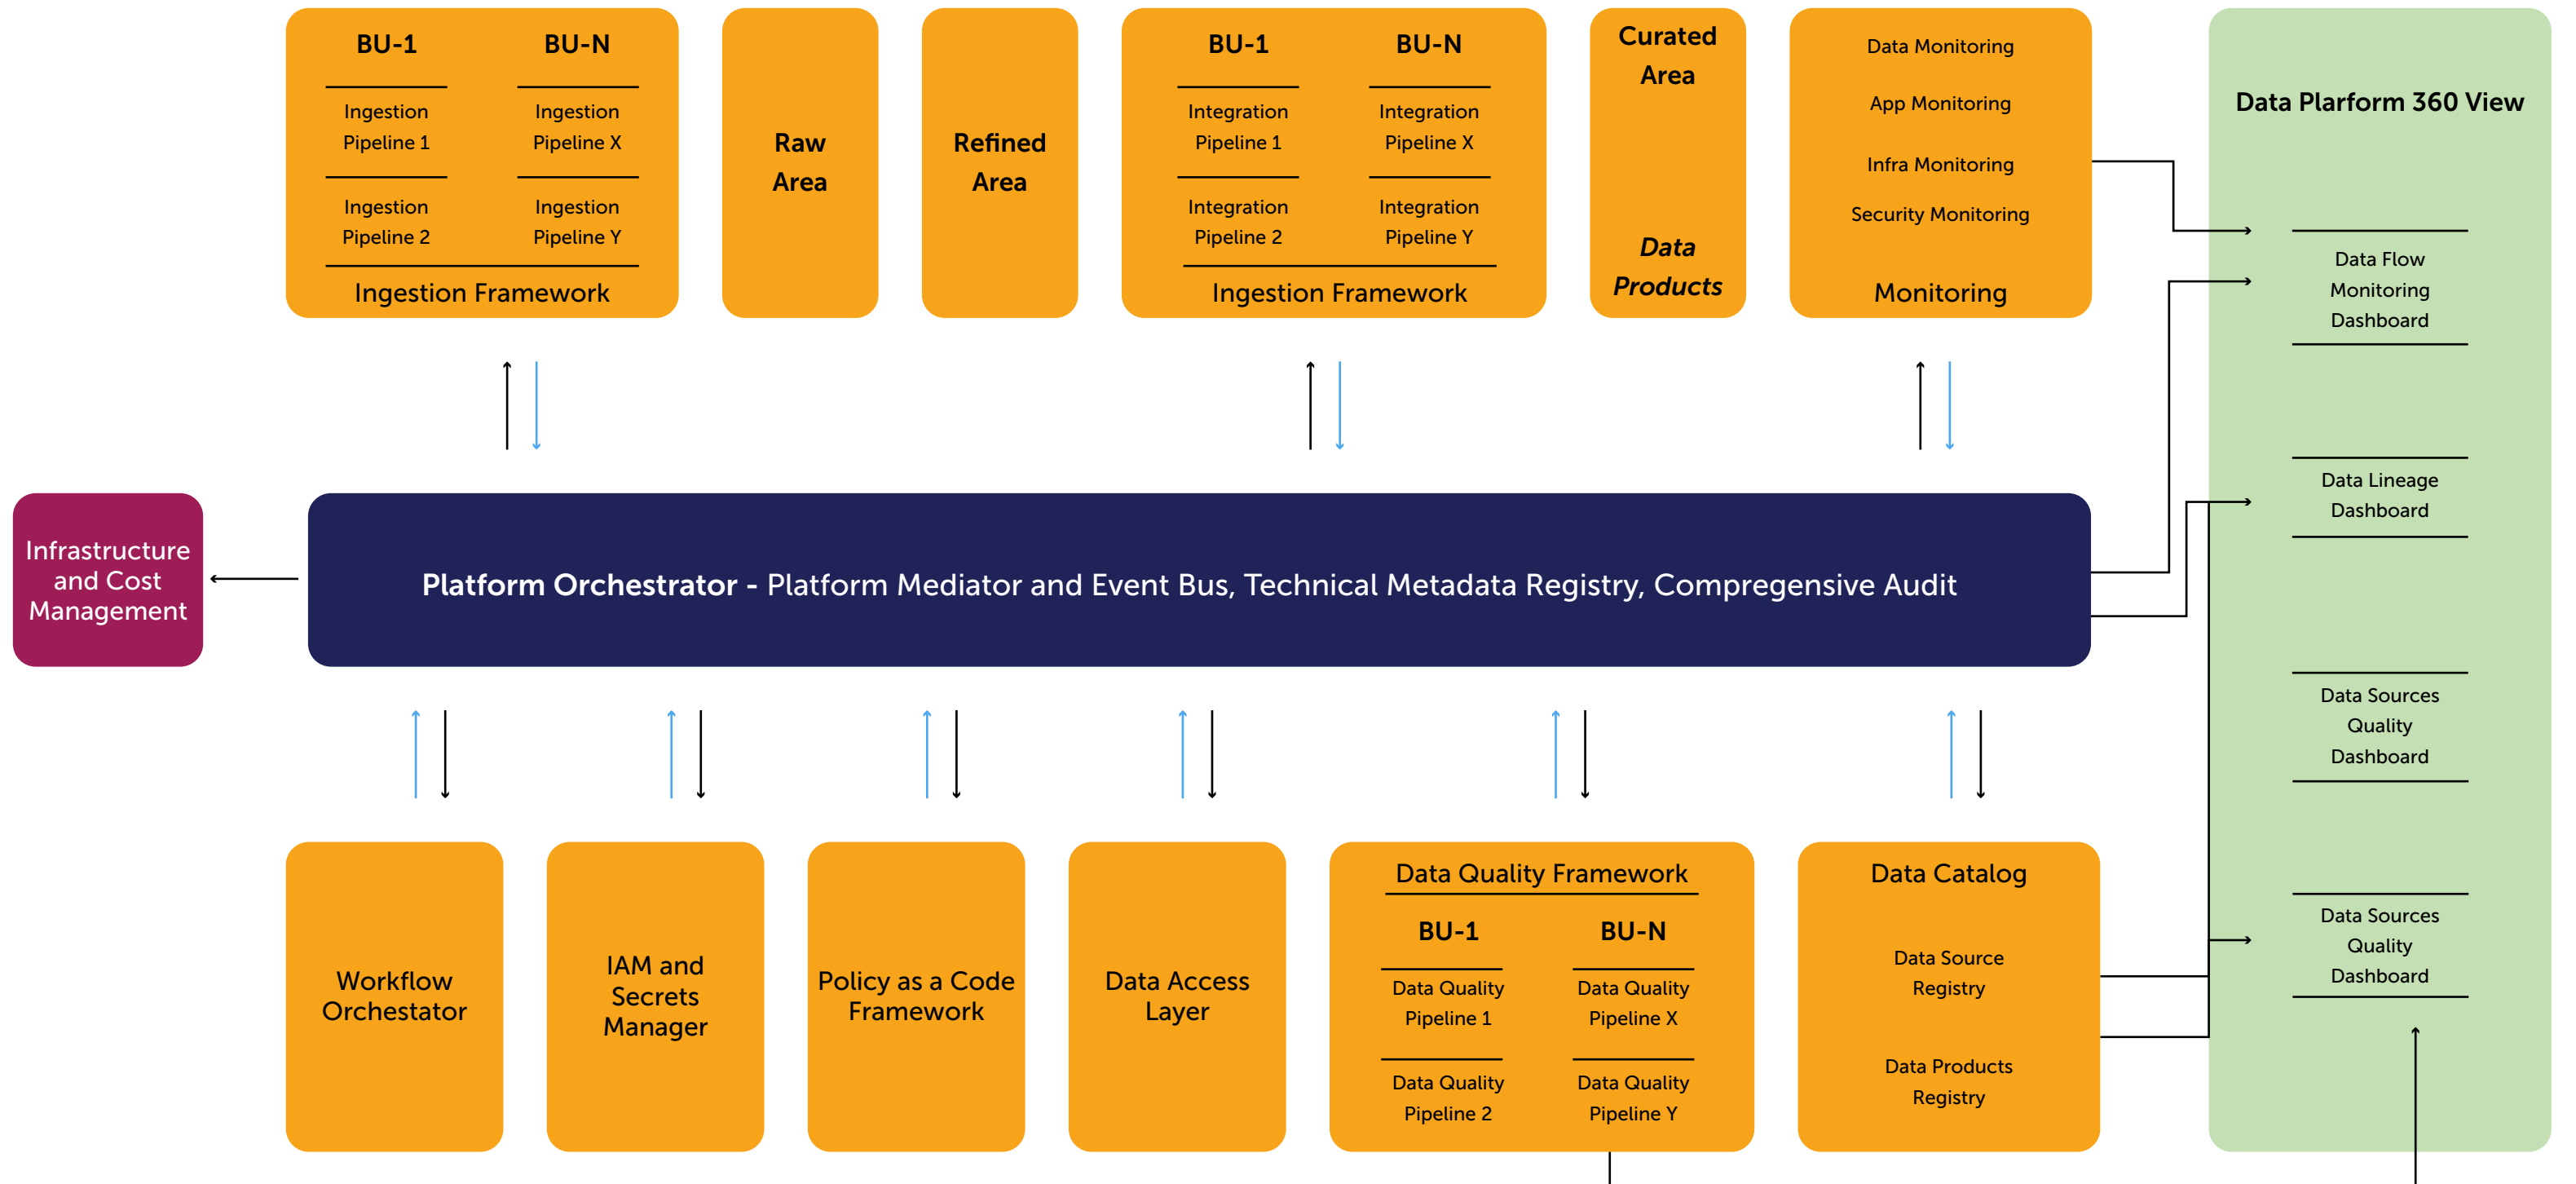 BU-1
BU-N
Ingestion
Pipeline 1
Ingestion
Pipeline X
Ingestion
Pipeline 2
Ingestion
Pipeline Y
Ingestion Framework
Raw
Area
Refined
Area
BU-1
BU-N
Integration
Pipeline 1
Integration
Pipeline X
Integration
Pipeline 2
Integration
Pipeline Y
Ingestion Framework
Curated
Area
Data
Products
Data Monitoring
App Monitoring
Infra Monitoring
Security Monitoring
Monitoring
Data Plarform 360 View
Data Flow
Monitoring
Dashboard
Data Lineage
Dashboard
Data Sources
Quality
Dashboard
Data Sources
Quality
Dashboard
Infrastructure
and Cost
Management
Platform Orchestrator - Platform Mediator and Event Bus, Technical Metadata Registry, Compregensive Audit
Workflow
Orchestator
IAM and
Secrets
Manager
Policy as a Code
Framework
Data Access
Layer
Data Quality Framework
BU-1
BU-N
Data Quality
Pipeline 1
Data Quality
Pipeline X
Data Quality
Pipeline 2
Data Quality
Pipeline Y
Data Catalog
Data Source
Registry
Data Products
Registry